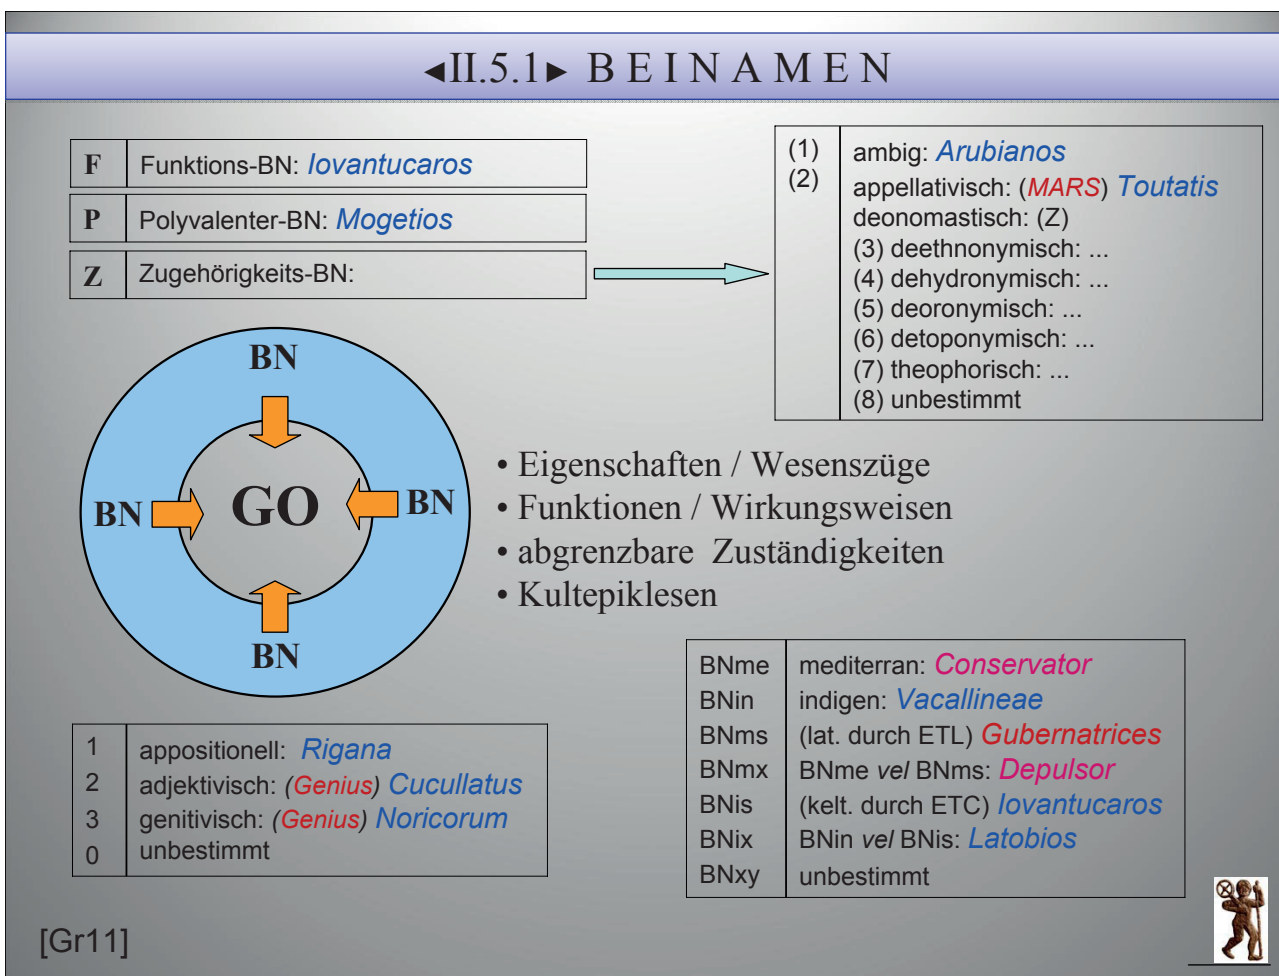 ◄II.5.1► B E I N A M E N
F Funktions-BN: Iovantucaros
P Polyvalenter-BN: Mogetios
Z Zugehörigkeits-BN:
(1) ambig: Arubianos
(2) appellativisch: (MARS) Toutatis
deonomastisch: (Z)
(3) deethnonymisch: ...
(4) dehydronymisch: ...
(5) deoronymisch: ...
(6) detoponymisch: ...
(7) theophorisch: ...
(8) unbestimmt
BN
BN GO BN
BN
• Eigenschaften / Wesenszüge
• Funktionen / Wirkungsweisen
• abgrenzbare Zuständigkeiten
• Kultepiklesen
1 appositionell: Rigana
2 adjektivisch: (Genius) Cucullatus
3 genitivisch: (Genius) Noricorum
0 unbestimmt
BNme mediterran: Conservator
BNin indigen: Vacallineae
BNms (lat. durch ETL) Gubernatrices
BNmx BNme vel BNms: Depulsor
BNis (kelt. durch ETC) Iovantucaros
BNix BNin vel BNis: Latobios
BNxy unbestimmt
[Gr11]